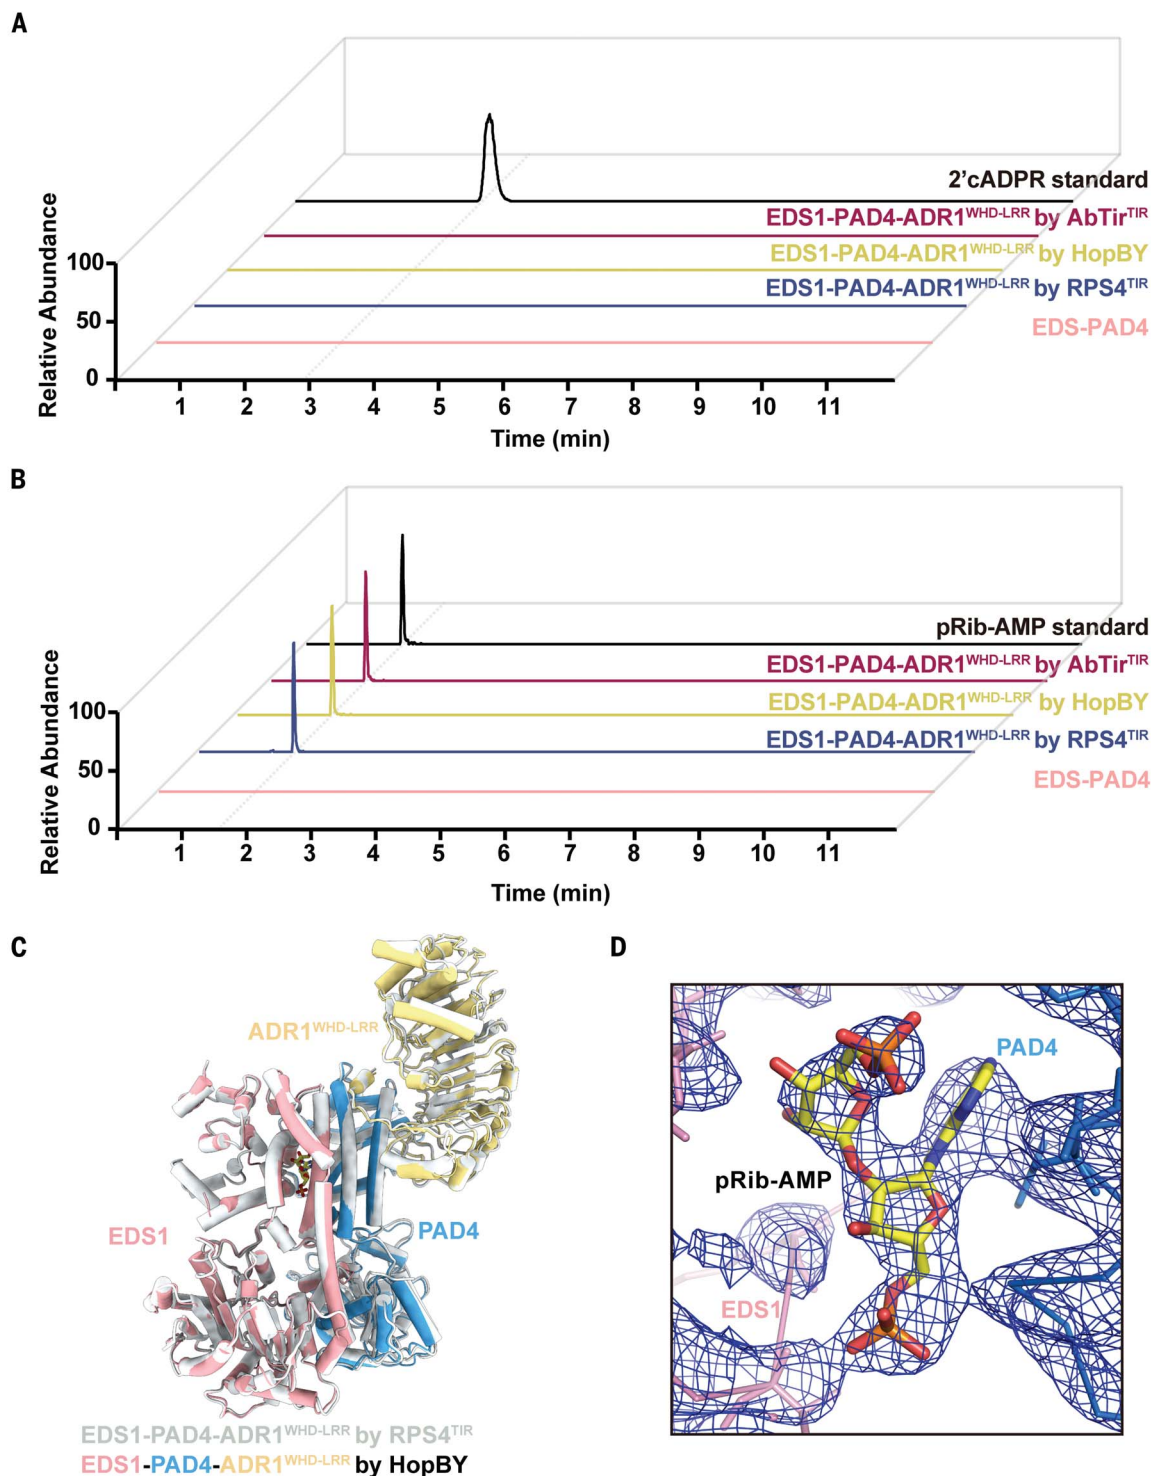 A
2’cADPR standard
EDS1-PAD4-ADR1WHD-LRR by AbTirTIR
EDS1-PAD4-ADR1WHD-LRR by HopBY
EDS1-PAD4-ADR1WHD-LRR by RPS4TIR
EDS-PAD4
Relative Abundance
100
50
0
1 2 3 4 5 6 7 8 9 10 11
Time (min)
B
pRib-AMP standard
EDS1-PAD4-ADR1WHD-LRR by AbTirTIR
EDS1-PAD4-ADR1WHD-LRR by HopBY
EDS1-PAD4-ADR1WHD-LRR by RPS4TIR
EDS-PAD4
Relative Abundance
100
50
0
1 2 3 4 5 6 7 8 9 10 11
Time (min)
C
ADR1WHD-LRR
EDS1
PAD4
EDS1-PAD4-ADR1WHD-LRR by RPS4TIR
EDS1-PAD4-ADR1WHD-LRR by HopBY
D
PAD4
pRib-AMP
EDS1